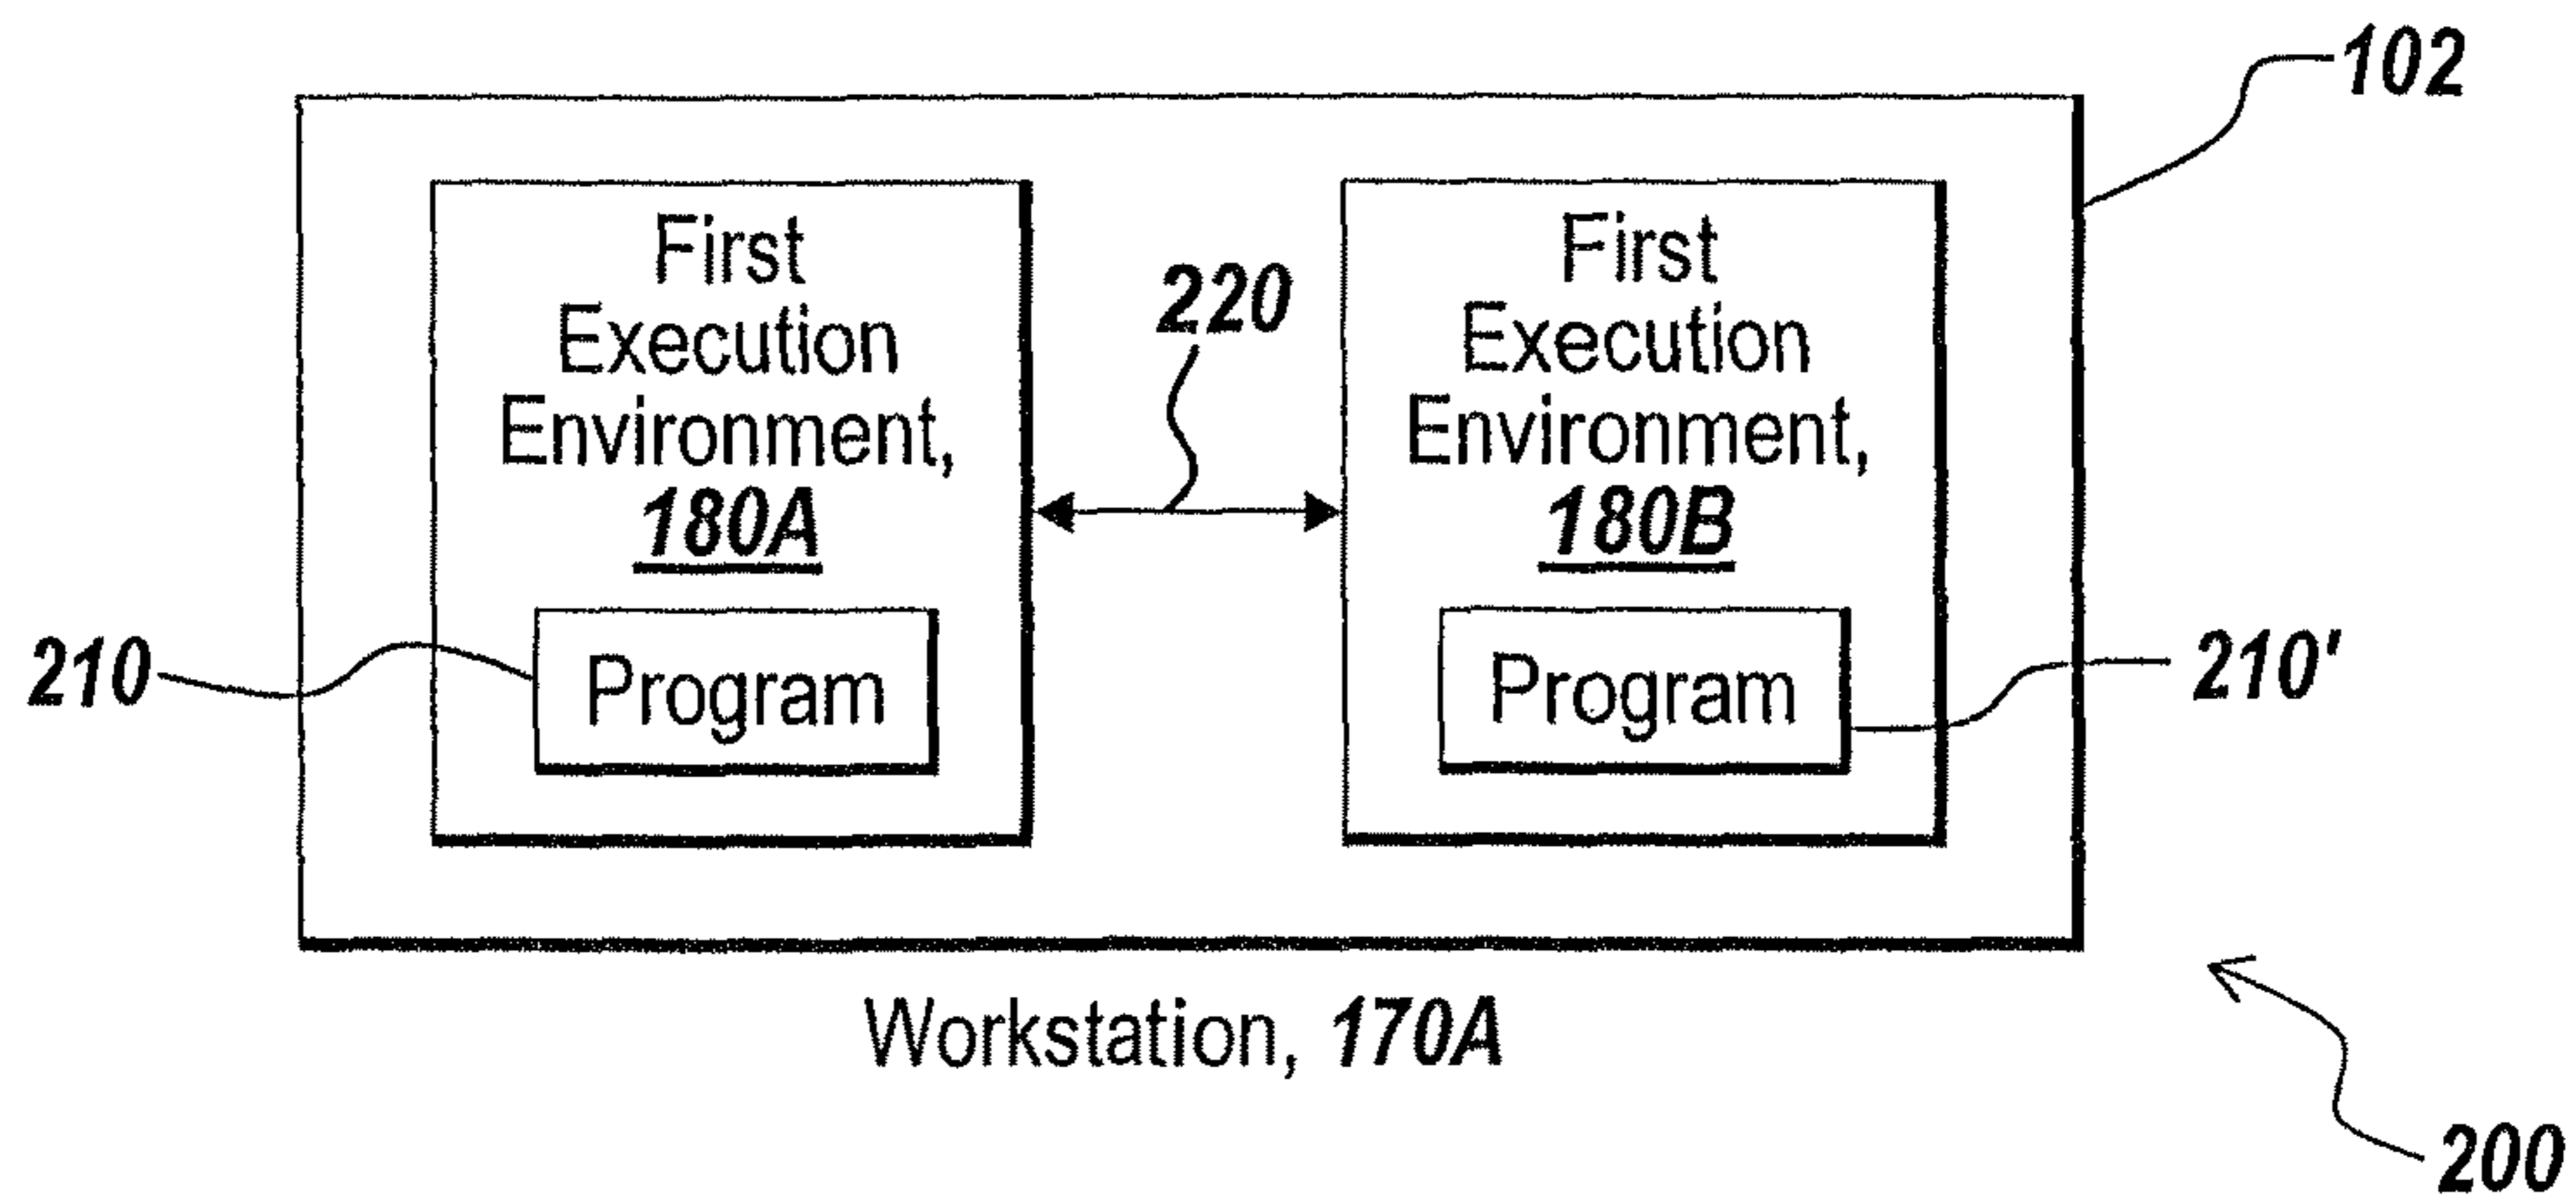 102
First
Execution
Environment,
180A
220
First
Execution
Environment,
180B
210
Program
Program
210'
Workstation, 170A
200